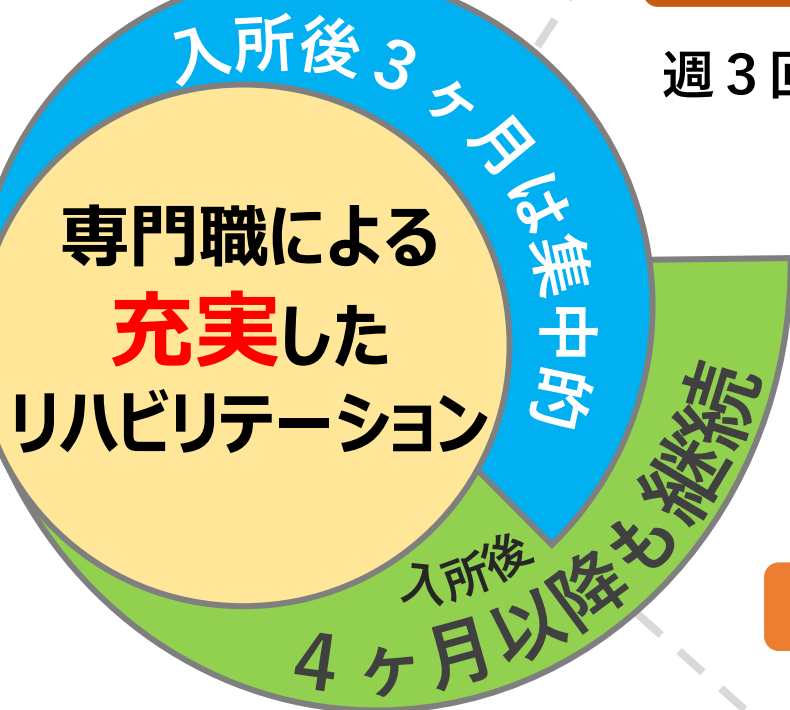 入所後３ヶ月は集中的
週３回
専門職による
充実した
リハビリテーション
入所後
４ヶ月以降も継続